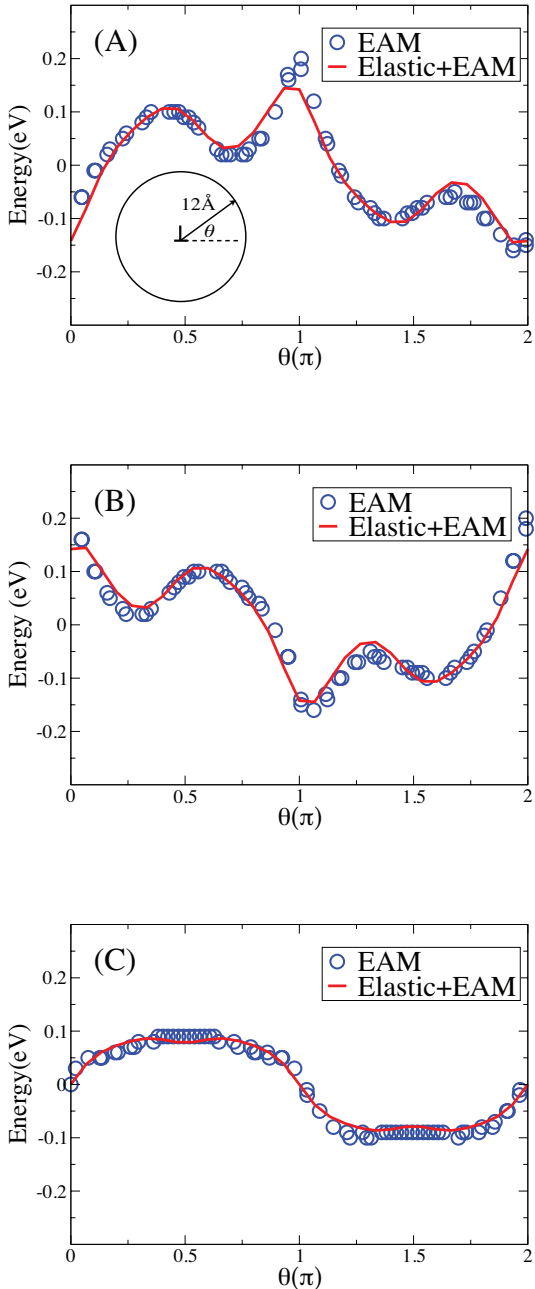 (A)
EAM
Elastic+EAM
Energy(eV)
0.2
0.1
0
-0.1
-0.2
12Å
θ
0
0.5
1
1.5
2
θ(π)
(B)
EAM
Elastic+EAM
Energy (eV)
0.2
0.1
0
-0.1
-0.2
0
0.5
1
1.5
2
θ(π)
(C)
EAM
Elastic+EAM
Energy(eV)
0.2
0.1
0
-0.1
-0.2
0
0.5
1
1.5
2
θ(π)